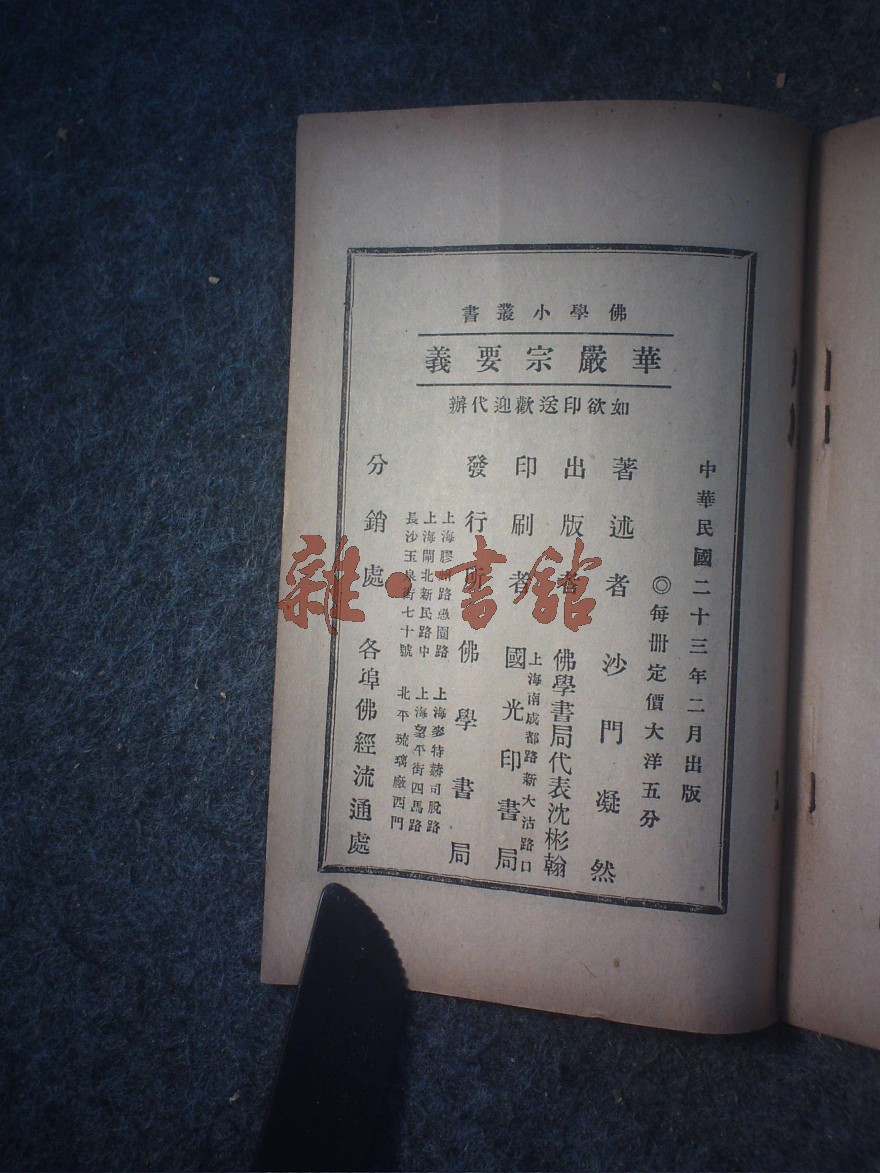 佛學小叢書
華嚴宗要義
如欲印送歡迎代辦
中華民國二十三年二月出版
◎每冊定價大洋五分
著述者 沙門凝然
出版者 佛學書局代表沈彬翰
上海南成都路新大沽路口
印刷者 國光印書局
發行所 佛學書局
上海膠州路愚園路 上海麥特赫司脫路
上海閘北新民路中 上海望平街四馬路
長沙玉泉街七十號 北平琉璃廠西門
分銷處 各埠佛經流通處
雜·書館